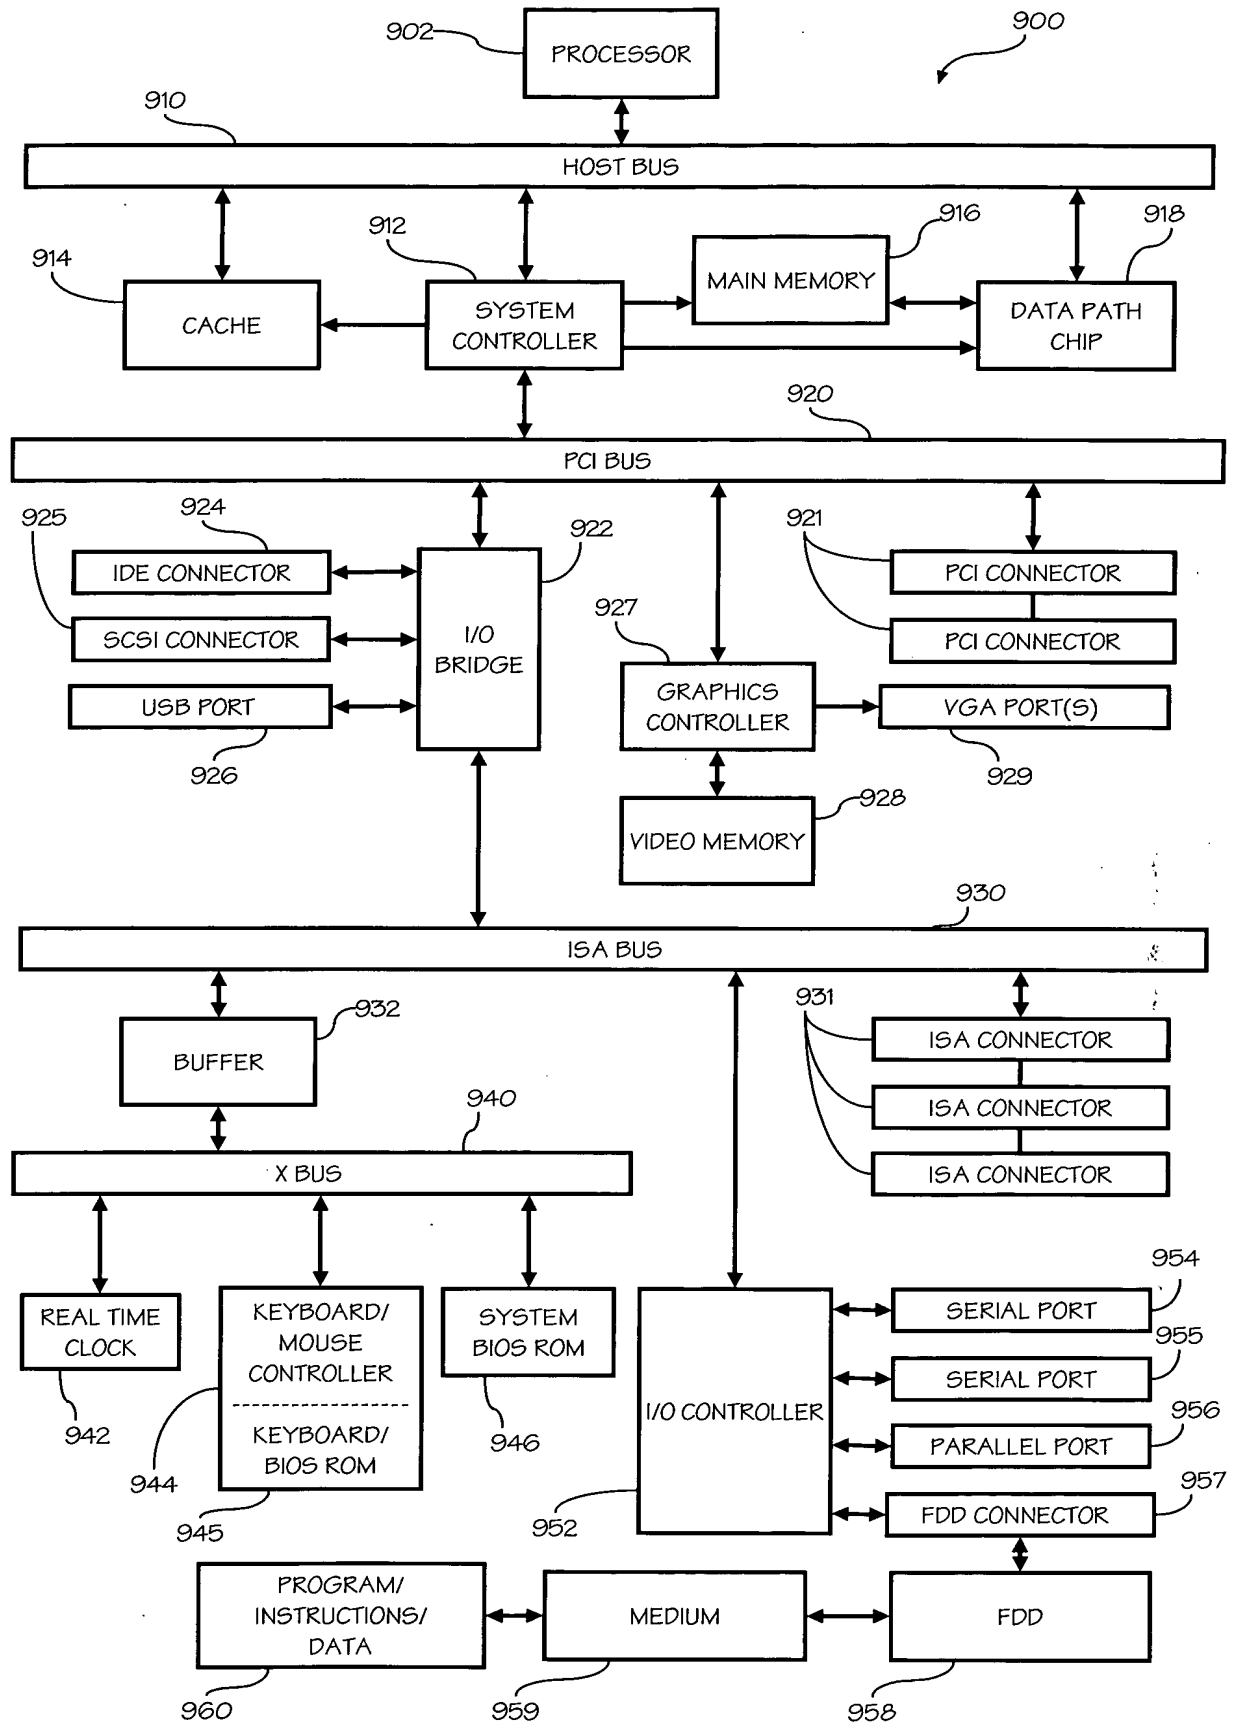 902
PROCESSOR
900
910
HOST BUS
914
912
916
918
CACHE
SYSTEM
CONTROLLER
MAIN MEMORY
DATA PATH
CHIP
920
PCI BUS
925
924
922
921
IDE CONNECTOR
SCSI CONNECTOR
USB PORT
926
I/O
BRIDGE
927
GRAPHICS
CONTROLLER
PCI CONNECTOR
PCI CONNECTOR
VGA PORT(S)
929
928
VIDEO MEMORY
930
ISA BUS
932
BUFFER
931
ISA CONNECTOR
ISA CONNECTOR
ISA CONNECTOR
940
X BUS
REAL TIME
CLOCK
942
KEYBOARD/
MOUSE
CONTROLLER
KEYBOARD/
BIOS ROM
944
945
SYSTEM
BIOS ROM
946
I/O CONTROLLER
952
954
SERIAL PORT
955
SERIAL PORT
956
PARALLEL PORT
957
FDD CONNECTOR
PROGRAM/
INSTRUCTIONS/
DATA
960
MEDIUM
959
FDD
958